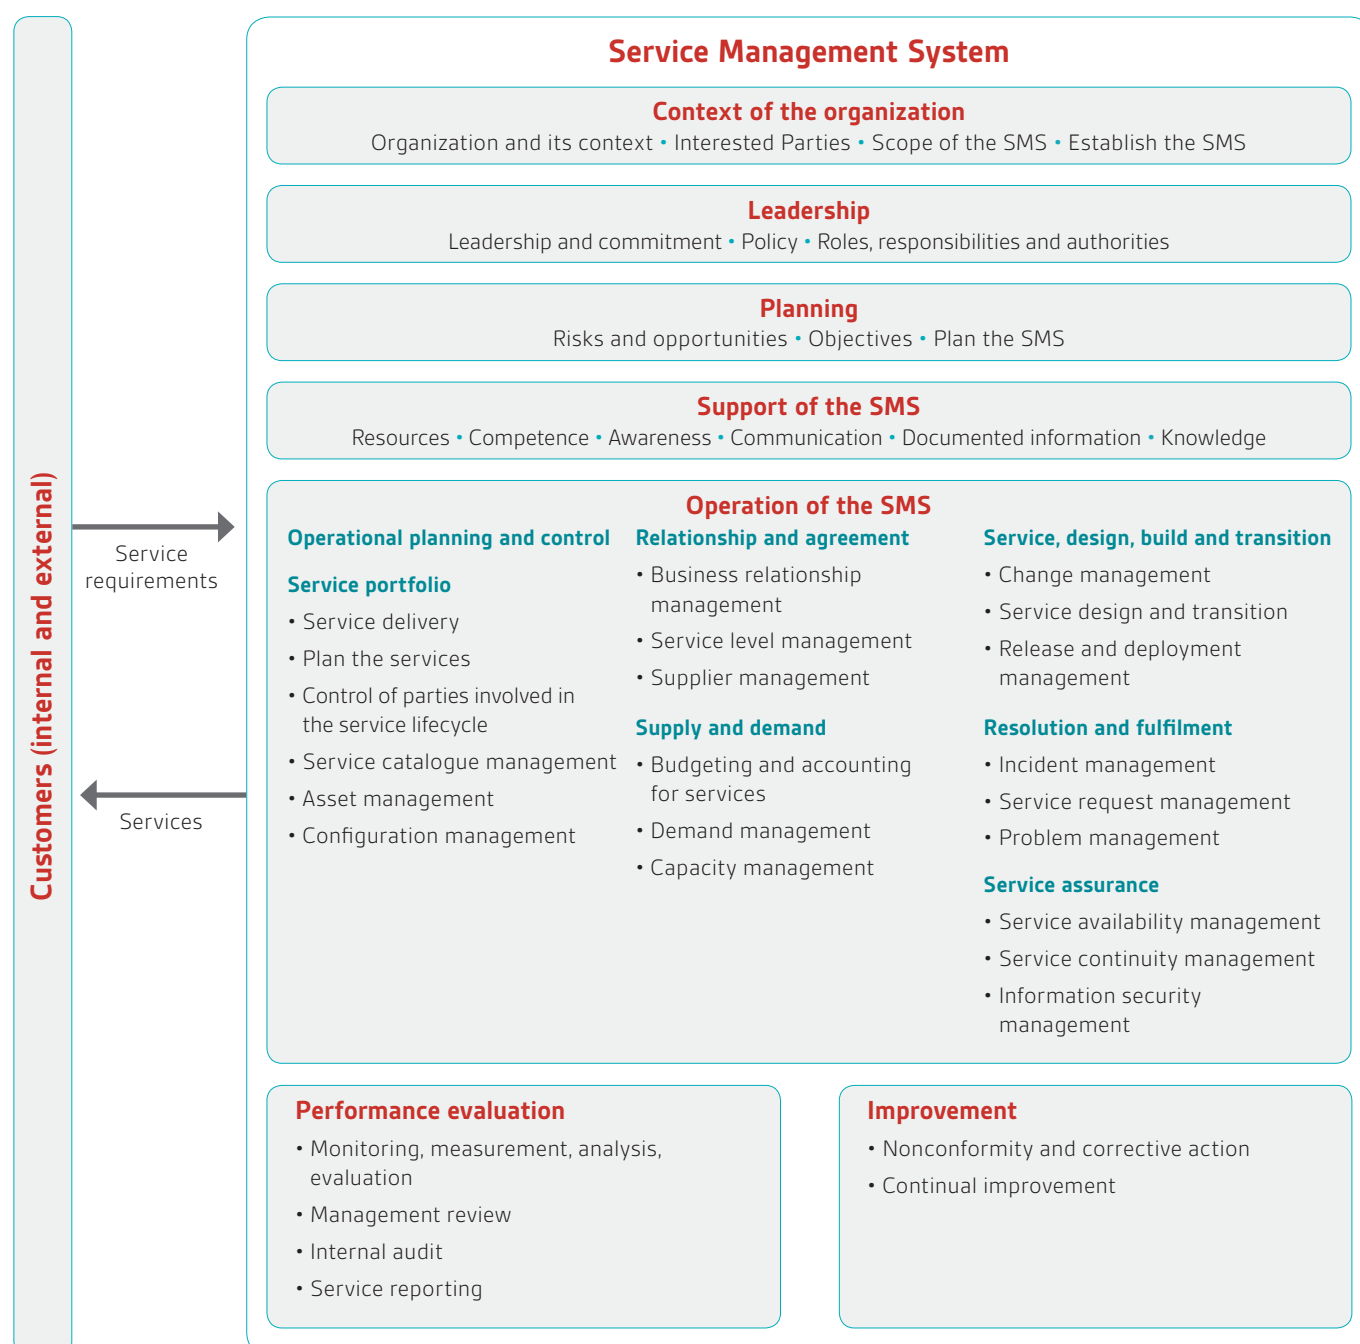 Service Management System
Context of the organization
Organization and its context • Interested Parties • Scope of the SMS • Establish the SMS
Leadership
Leadership and commitment • Policy • Roles, responsibilities and authorities
Planning
Risks and opportunities • Objectives • Plan the SMS
Support of the SMS
Resources • Competence • Awareness • Communication • Documented information • Knowledge
Customers (internal and external)
Service
requirements
Services
Operation of the SMS
Operational planning and control
Service portfolio
• Service delivery
• Plan the services
• Control of parties involved in
the service lifecycle
• Service catalogue management
• Asset management
• Configuration management
Relationship and agreement
• Business relationship
management
• Service level management
• Supplier management
Supply and demand
• Budgeting and accounting
for services
• Demand management
• Capacity management
Service, design, build and transition
• Change management
• Service design and transition
• Release and deployment
management
Resolution and fulfilment
• Incident management
• Service request management
• Problem management
Service assurance
• Service availability management
• Service continuity management
• Information security
management
Performance evaluation
• Monitoring, measurement, analysis,
evaluation
• Management review
• Internal audit
• Service reporting
Improvement
• Nonconformity and corrective action
• Continual improvement